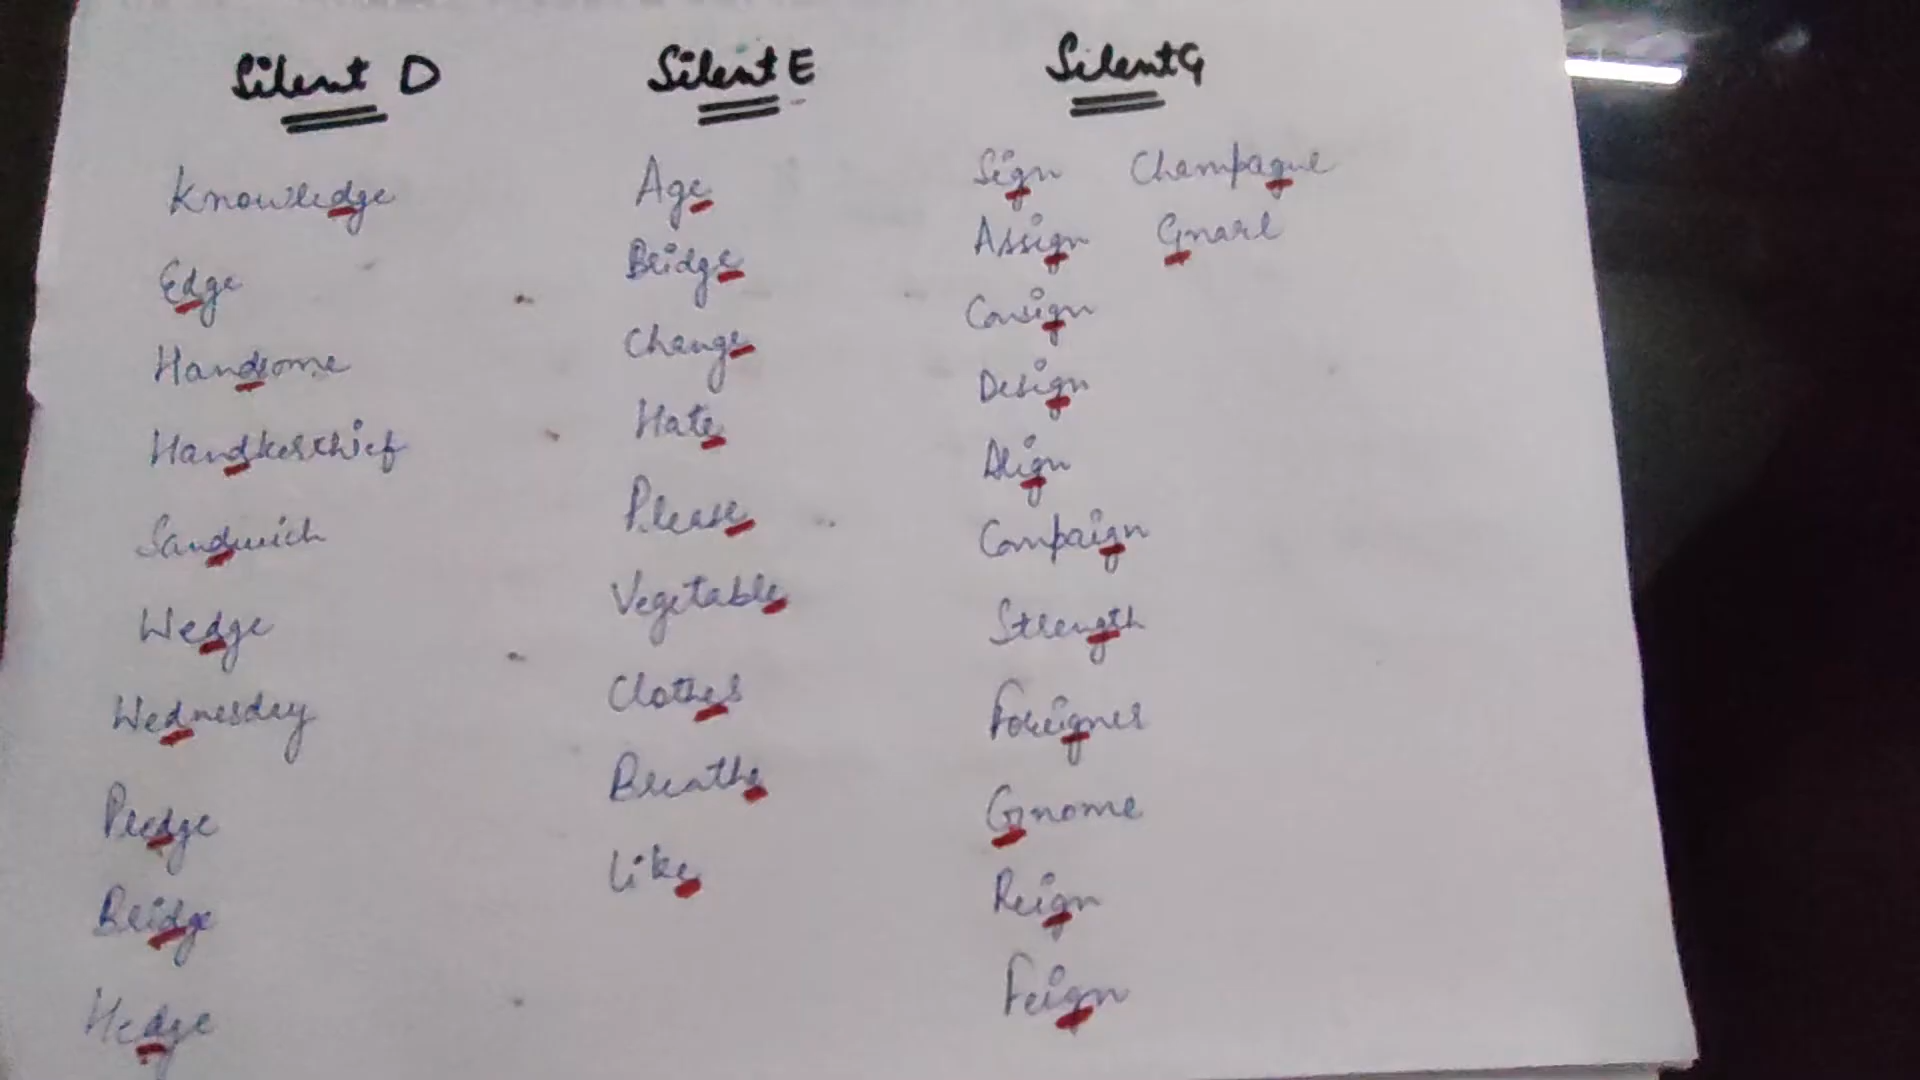 Silent D
Knowledge
Edge
Handsome
Handkerchief
Sandwich
Wedge
Wednesday
Pledge
Bridge
Hedge
Silent E
Age
Bridge
Change
Hate
Please
Vegetable
Clothes
Breathe
Like
Silent G
Sign Champagne
Assign Gnarl
Consign
Design
Align
Campaign
Strength
Foreigner
Gnome
Reign
Feign